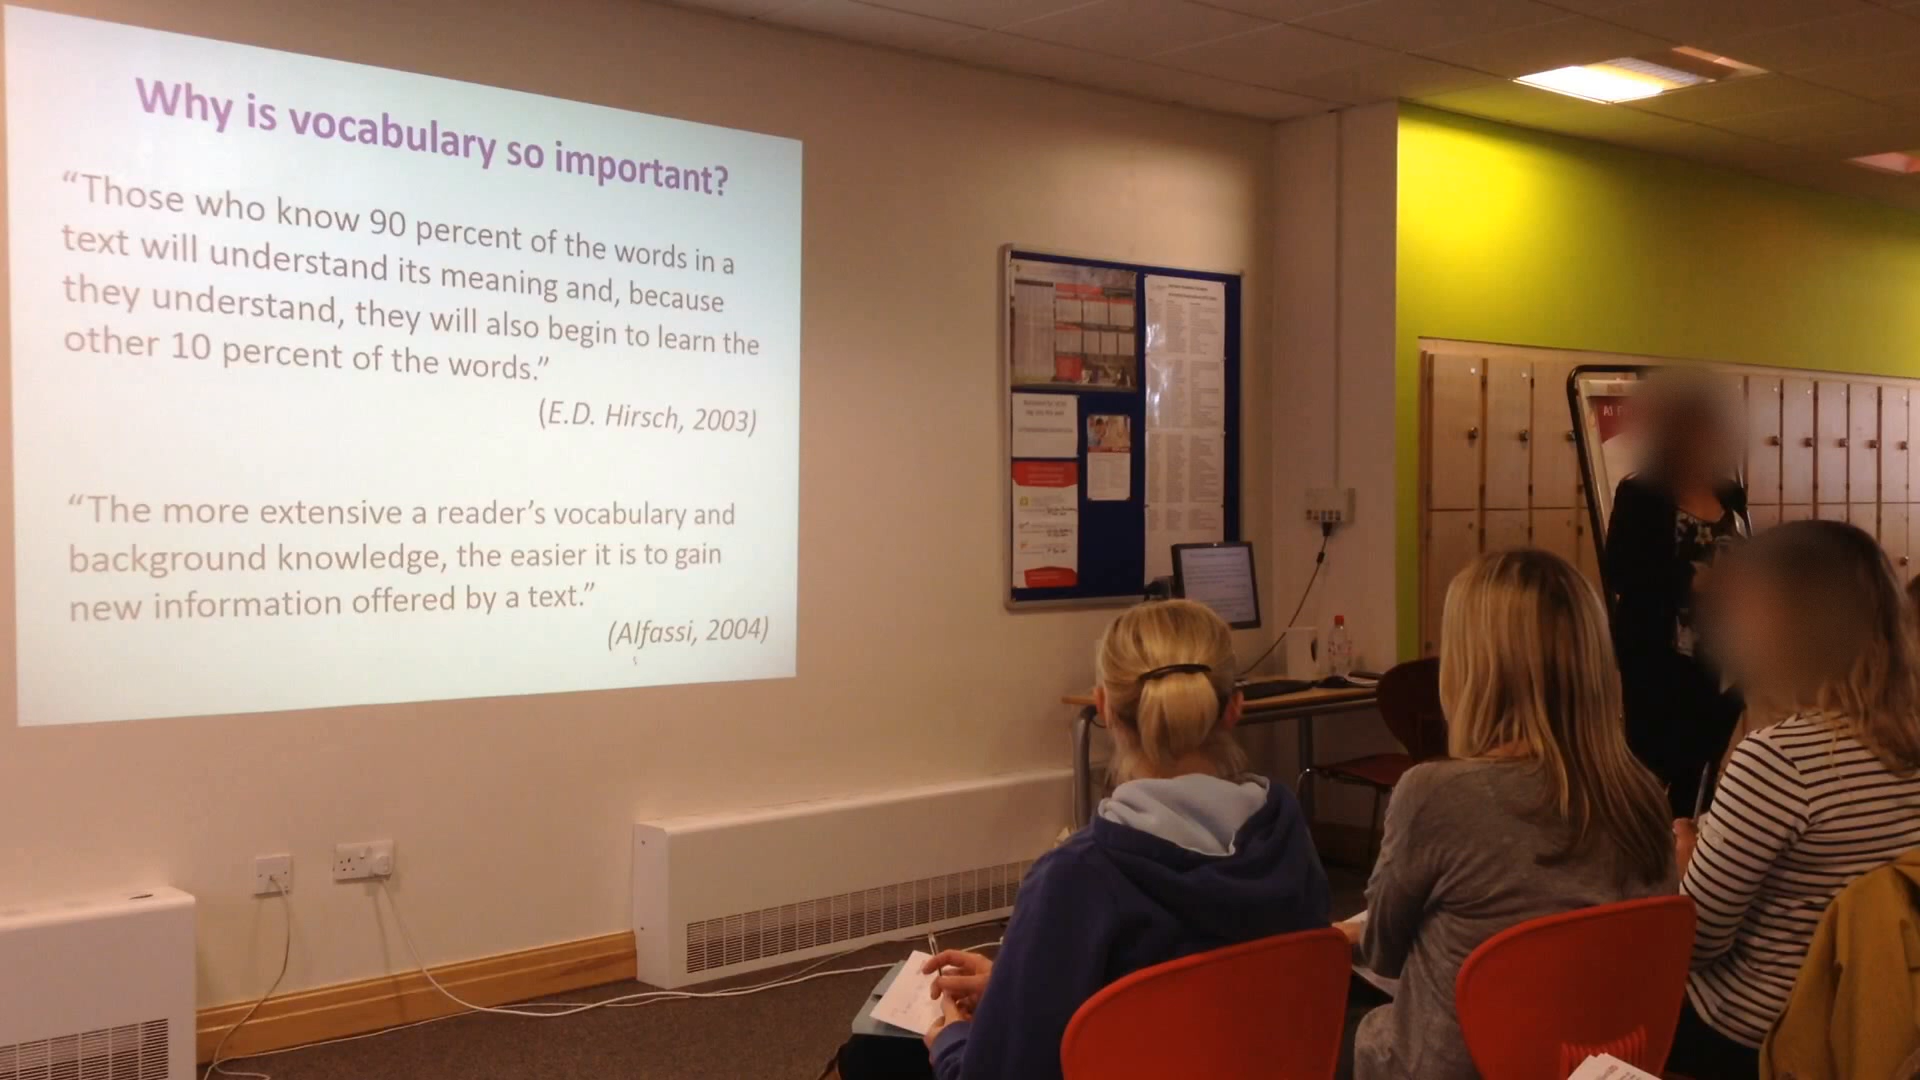 Why is vocabulary so important?
“Those who know 90 percent of the words in a
text will understand its meaning and, because
they understand, they will also begin to learn the
other 10 percent of the words.”
(E.D. Hirsch, 2003)
“The more extensive a reader’s vocabulary and
background knowledge, the easier it is to gain
new information offered by a text.”
(Alfassi, 2004)